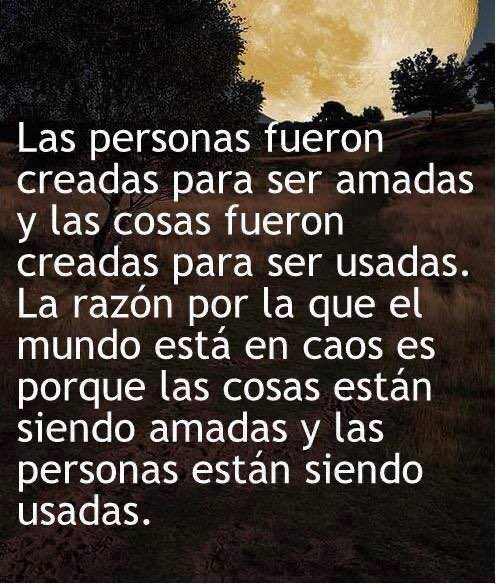 Las personas fueron
creadas para ser amadas
y las cosas fueron
creadas para ser usadas.
La razón por la que el
mundo está en caos es
porque las cosas están
siendo amadas y las
personas están siendo
usadas.